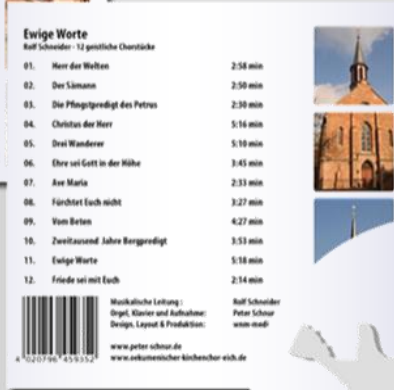 Ewige Worte
Rolf Schneider - 12 geistliche Chorstücke
01. Herr der Welten 2:58 min
02. Der Sämann 2:50 min
03. Die Pfingstpredigt des Petrus 2:30 min
04. Christus der Herr 5:16 min
05. Drei Wanderer 5:10 min
06. Ehre sei Gott in der Höhe 3:45 min
07. Ave Maria 2:33 min
08. Fürchtet Euch nicht 3:27 min
09. Vom Beten 4:27 min
10. Zweitausend Jahre Bergpredigt 3:53 min
11. Ewige Worte 5:18 min
12. Friede sei mit Euch 2:14 min
Musikalische Leitung : Rolf Schneider
Orgel, Klavier und Aufnahme: Peter Schnur
Design, Layout & Produktion: wnm-medi
www.peter-schnur.de
www.oekumenischer-kirchenchor-eich.de
4 020796 459352